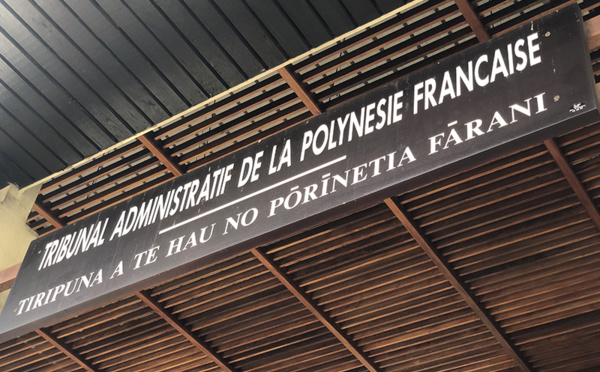 TRIBUNAL ADMINISTRATIF DE LA POLYNESIE FRANCAISE
TIRIPUNA A TE HAU NO PŌRĪNETIA FĀRANI